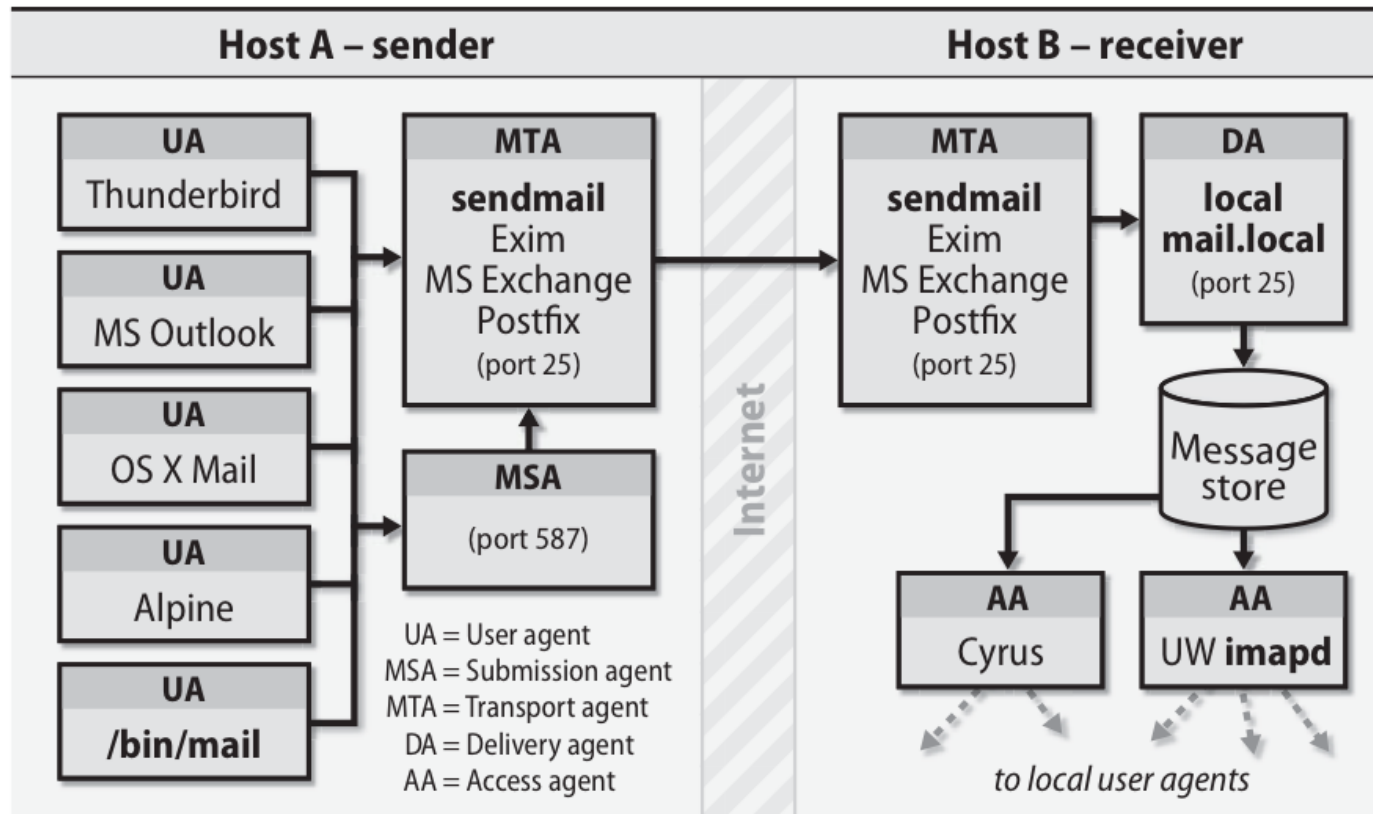 Host A – sender
Host B – receiver
UA
Thunderbird
UA
MS Outlook
UA
OS X Mail
UA
Alpine
UA
/bin/mail
MTA
sendmail
Exim
MS Exchange
Postfix
(port 25)
MSA
(port 587)
UA = User agent
MSA = Submission agent
MTA = Transport agent
DA = Delivery agent
AA = Access agent
Internet
MTA
sendmail
Exim
MS Exchange
Postfix
(port 25)
DA
local
mail.local
(port 25)
Message
store
AA
Cyrus
AA
UW imapd
to local user agents